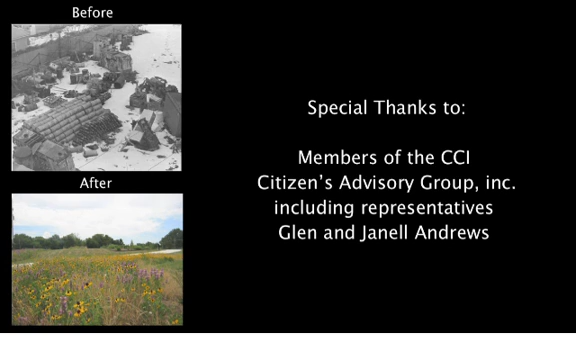 Before
After
Special Thanks to:
Members of the CCI
Citizen's Advisory Group, inc.
including representatives
Glen and Janell Andrews